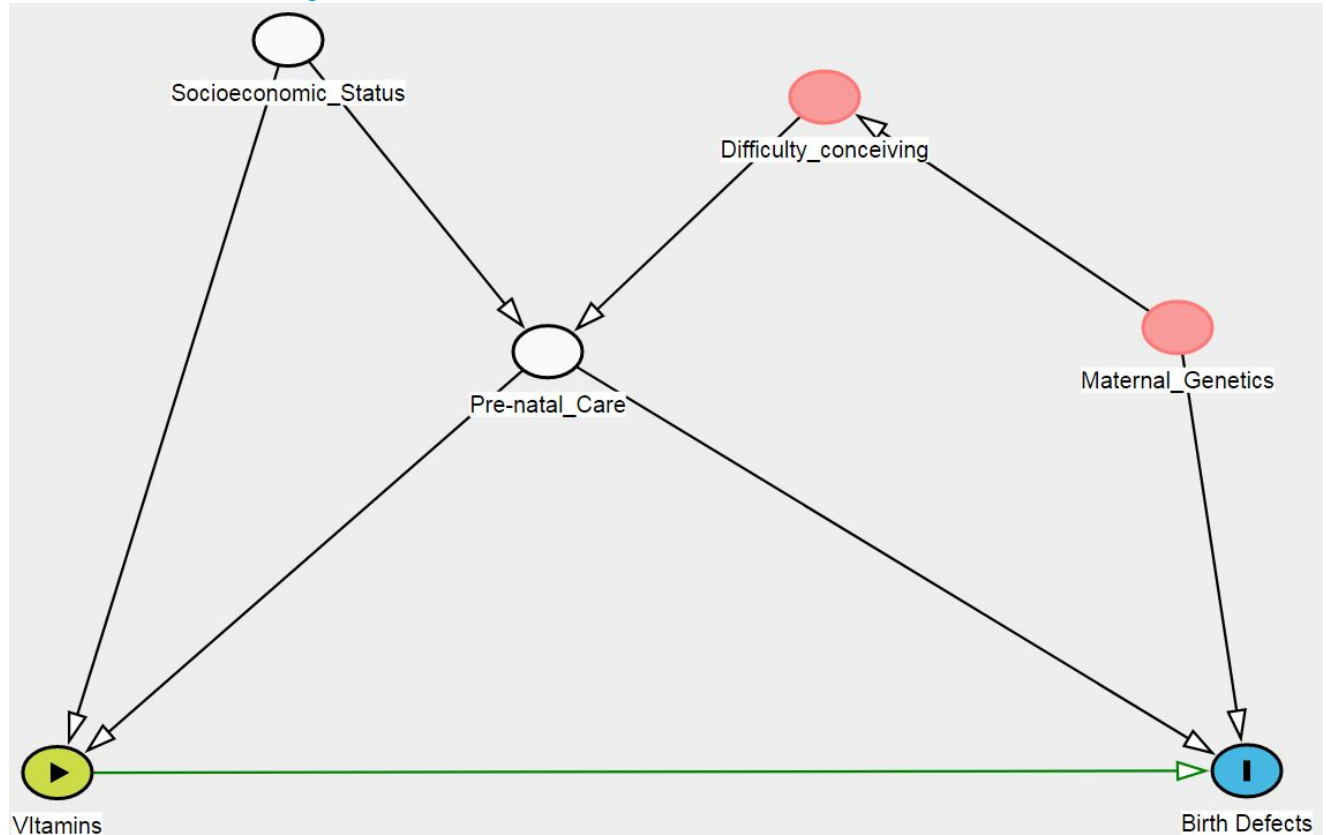 Socioeconomic_Status
Difficulty_conceiving
Maternal_Genetics
Pre-natal_Care
VItamins
Birth Defects